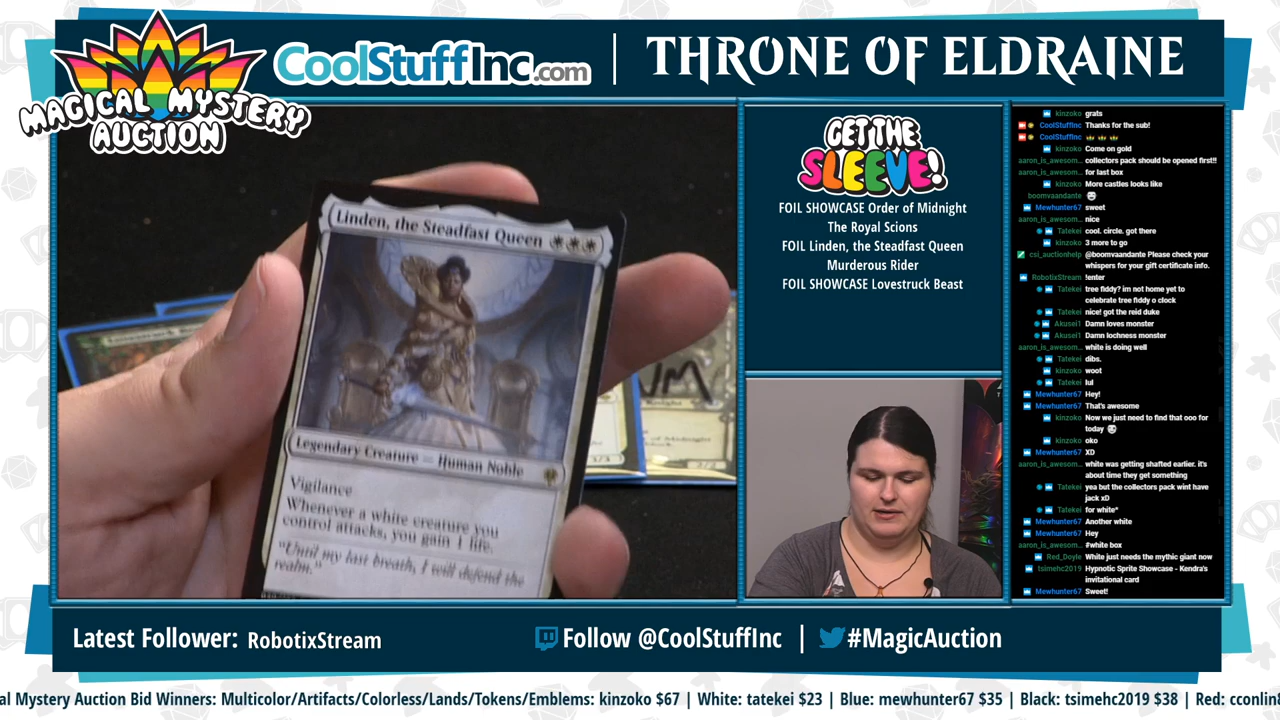 MAGICAL MYSTERY
AUCTION
CoolStuffInc.com
THRONE OF ELDRAINE
Linden, the Steadfast Queen
Legendary Creature — Human Noble
Vigilance
Whenever a white creature you
control attacks, you gain 1 life.
realm."
GET THE
SLEEVE!
FOIL SHOWCASE Order of Midnight
The Royal Scions
FOIL Linden, the Steadfast Queen
Murderous Rider
FOIL SHOWCASE Lovestruck Beast
kinzoko grats
CoolStuffInc Thanks for the sub!
CoolStuffInc
kinzoko Come on gold
aaron_is_awesom... collectors pack should be opened first!!
aaron_is_awesom... for last box
kinzoko More castles looks like
boomvaandante
Mewhunter67 sweet
aaron_is_awesom... nice
Tatekei cool. circle. got there
kinzoko 3 more to go
csi_auctionhelp @boomvaandante Please check your
whispers for your gift certificate info.
RobotixStream !enter
Tatekei tree fiddy? im not home yet to
celebrate tree fiddy o clock
Tatekei nice! got the reid duke
Akusei1 Damn loves monster
Akusei1 Damn lochness monster
aaron_is_awesom... white is doing well
Tatekei dibs.
kinzoko woot
Tatekei lul
Mewhunter67 Hey!
Mewhunter67 That's awesome
kinzoko Now we just need to find that ooo for
today
kinzoko oko
Mewhunter67 XD
aaron_is_awesom... white was getting shafted earlier. it's
about time they get something
Tatekei yea but the collectors pack wint have
jack xD
Tatekei for white*
Mewhunter67 Another white
Mewhunter67 Hey
aaron_is_awesom... #white box
Red_Doyle White just needs the mythic giant now
tsimehc2019 Hypnotic Sprite Showcase - Kendra's
invitational card
Mewhunter67 Sweet!
Latest Follower: RobotixStream
Follow @CoolStuffInc | #MagicAuction
al Mystery Auction Bid Winners: Multicolor/Artifacts/Colorless/Lands/Tokens/Emblems: kinzoko $67 | White: tatekei $23 | Blue: mewhunter67 $35 | Black: tsimehc2019 $38 | Red: cconlin